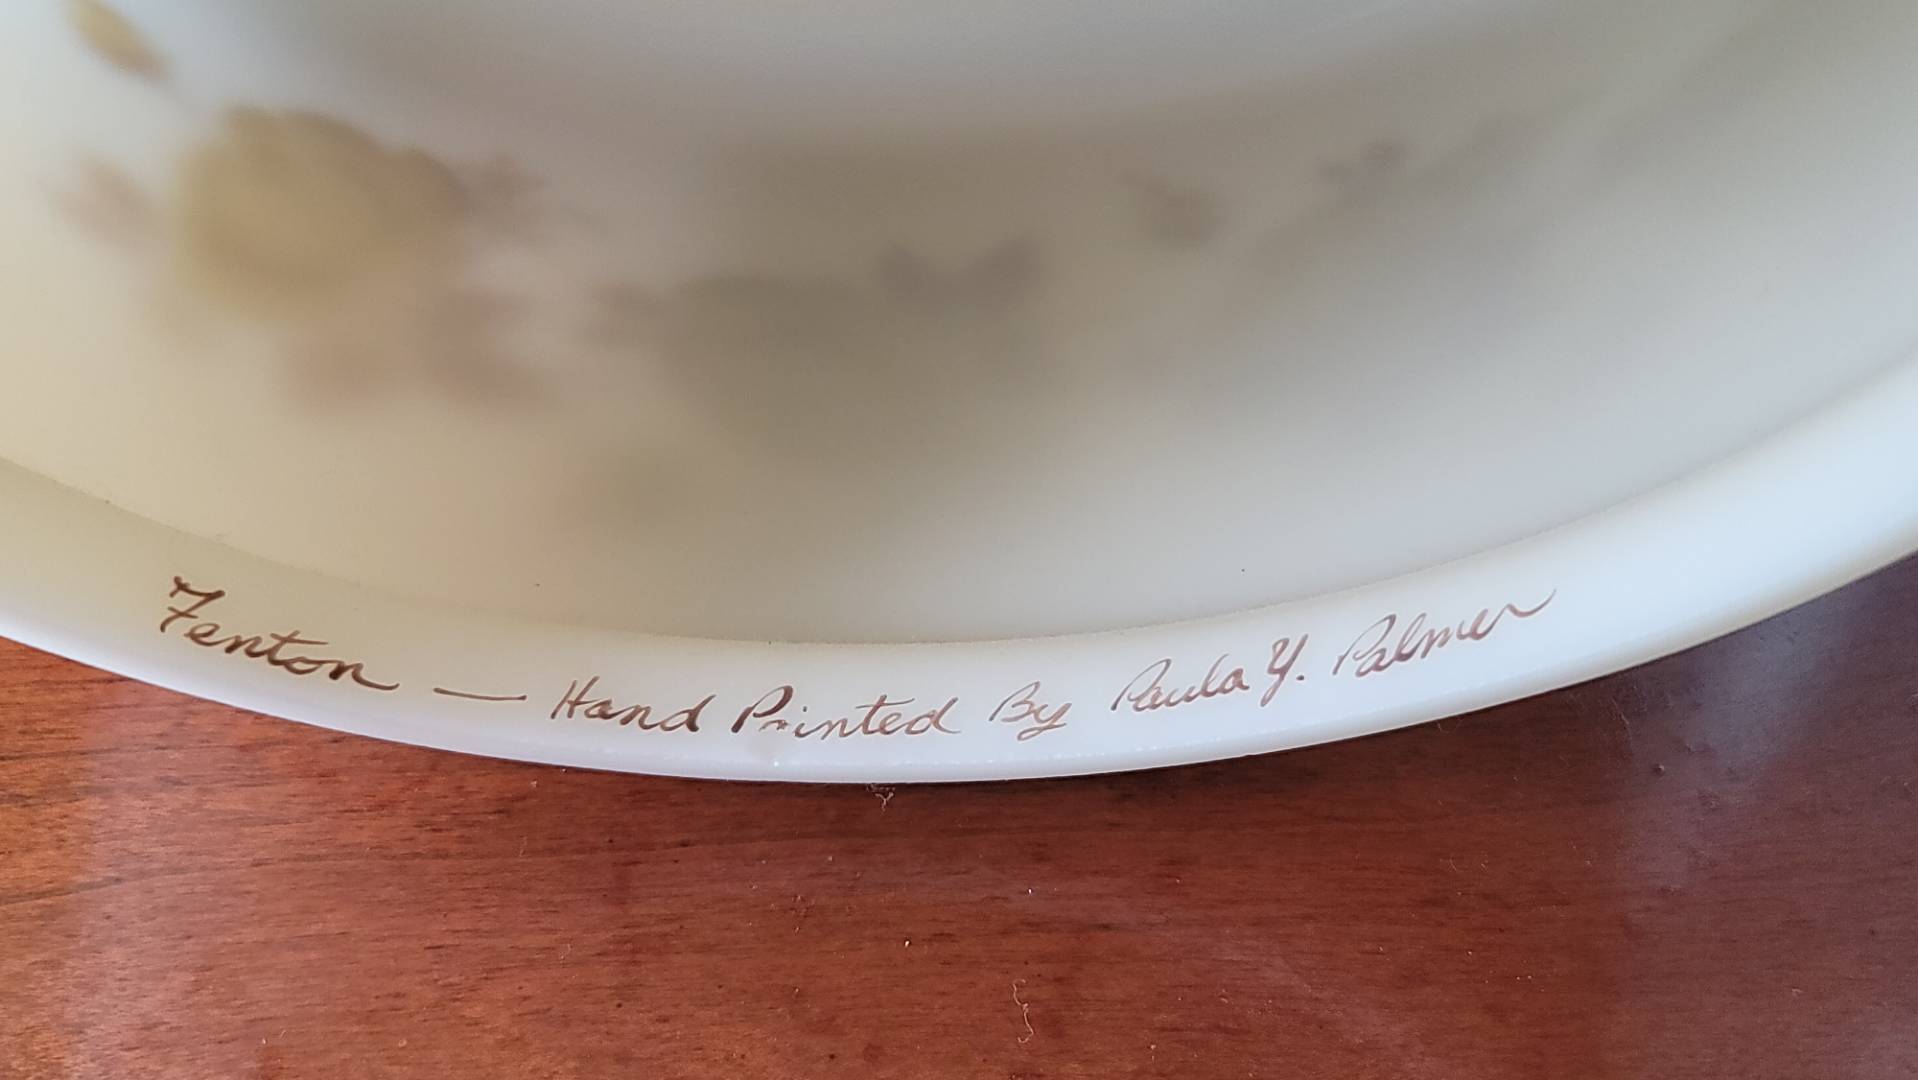 Fenton — Hand Painted By Paula Y. Palmer